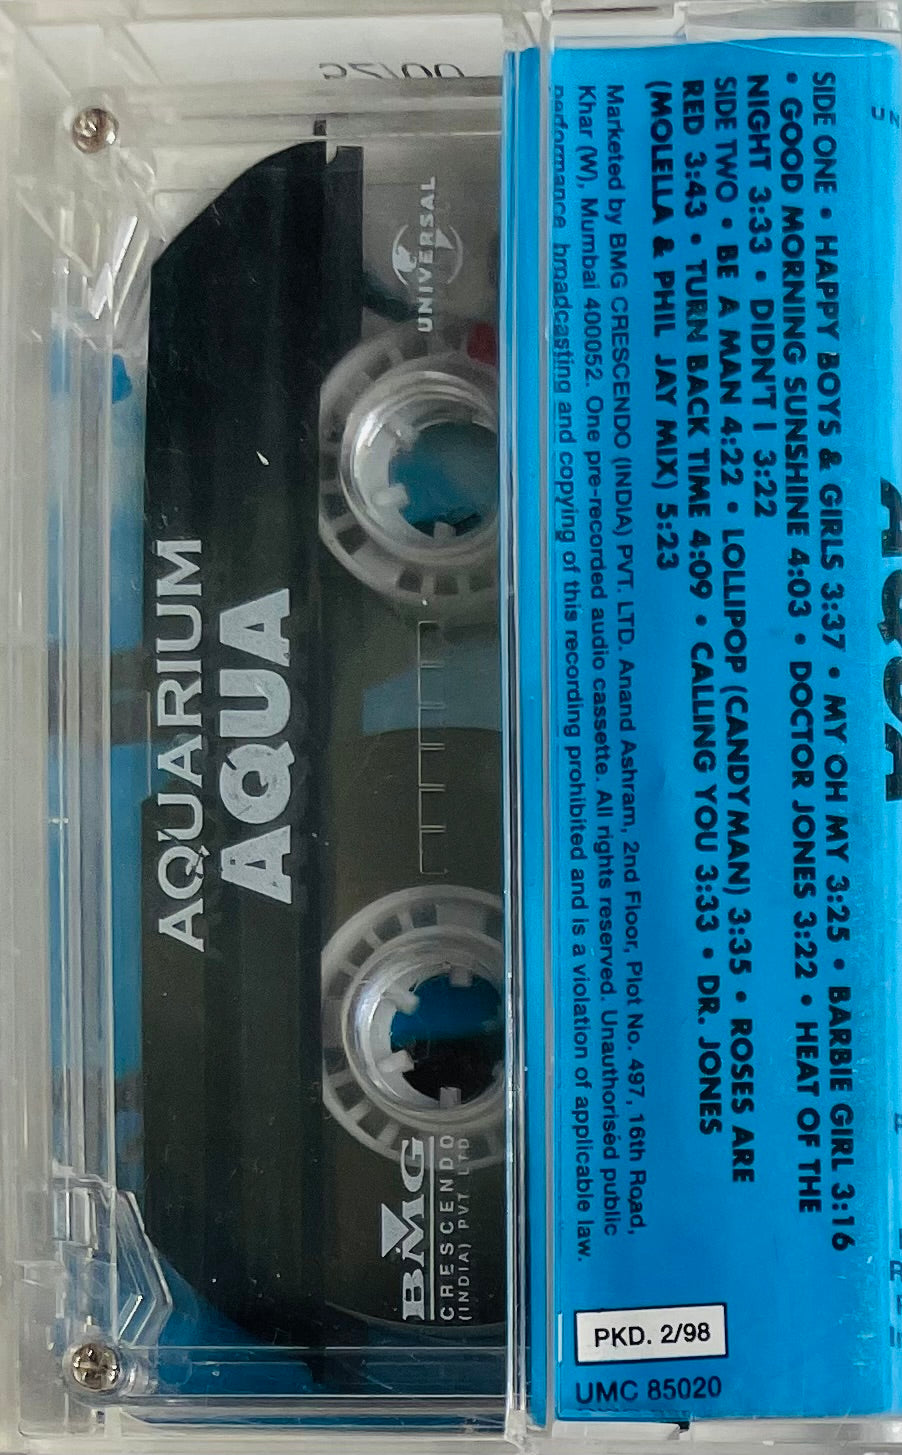 SIDE ONE • HAPPY BOYS & GIRLS 3:37 • MY OH MY 3:25 • BARBIE GIRL 3:16
• GOOD MORNING SUNSHINE 4:03 • DOCTOR JONES 3:22 • HEAT OF THE
NIGHT 3:33 • DIDN'T I 3:22
SIDE TWO • BE A MAN 4:22 • LOLLIPOP (CANDYMAN) 3:35 • ROSES ARE
RED 3:43 • TURN BACK TIME 4:09 • CALLING YOU 3:33 • DR. JONES
(MOLELLA & PHIL JAY MIX) 5:23
Marketed by BMG CRESCENDO (INDIA) PVT. LTD. Anand Ashram, 2nd Floor, Plot No. 497, 16th Road,
Khar (W), Mumbai 400052. One pre-recorded audio cassette. All rights reserved. Unauthorised public
performance, broadcasting and copying of this recording prohibited and is a violation of applicable law.
PKD. 2/98
UMC 85020
AQUARIUM
AQUA
UNIVERSAL
BMG
CRESCENDO
(INDIA) PVT LTD
AQUA